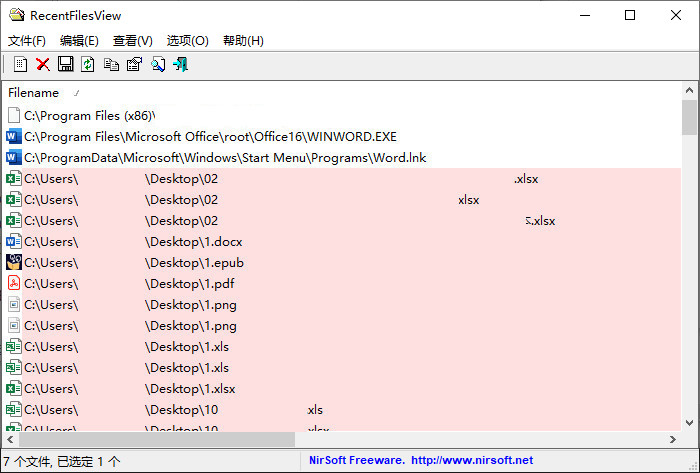 RecentFilesView
文件(F) 编辑(E) 查看(V) 选项(O) 帮助(H)
Filename
C:\Program Files (x86)\
C:\Program Files\Microsoft Office\root\Office16\WINWORD.EXE
C:\ProgramData\Microsoft\Windows\Start Menu\Programs\Word.lnk
C:\Users\ \Desktop\02 .xlsx
C:\Users\ \Desktop\02 xlsx
C:\Users\ \Desktop\02 .xlsx
C:\Users\ \Desktop\1.docx
C:\Users\ \Desktop\1.epub
C:\Users\ \Desktop\1.pdf
C:\Users\ \Desktop\1.png
C:\Users\ \Desktop\1.png
C:\Users\ \Desktop\1.xls
C:\Users\ \Desktop\1.xls
C:\Users\ \Desktop\1.xlsx
C:\Users\ \Desktop\10 xls
C:\Users\ \Desktop\10 xlsx
7 个文件, 已选定 1 个 NirSoft Freeware. http://www.nirsoft.net